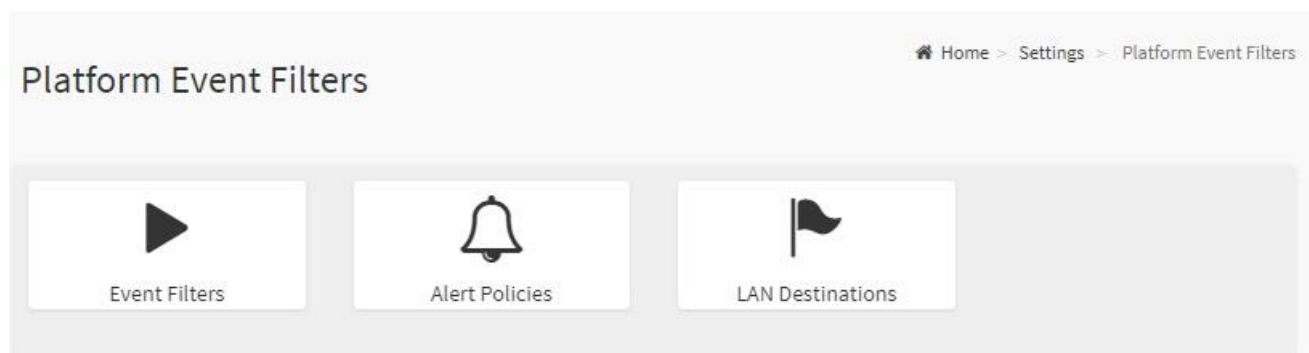 Home > Settings > Platform Event Filters
Platform Event Filters
Event Filters
Alert Policies
LAN Destinations